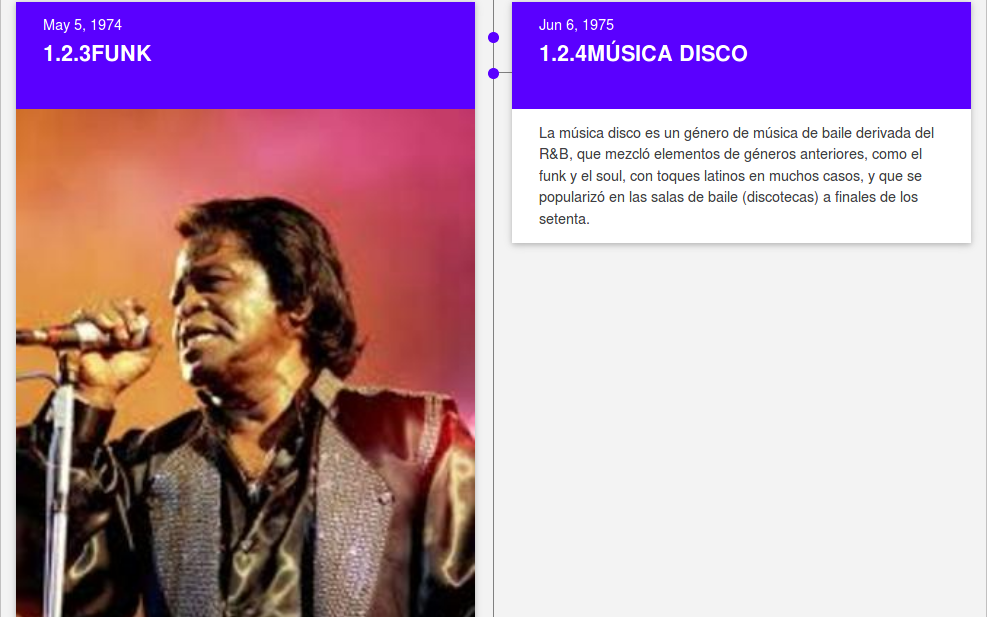 May 5, 1974
1.2.3FUNK
Jun 6, 1975
1.2.4MÚSICA DISCO
La música disco es un género de música de baile derivada del
R&B, que mezcló elementos de géneros anteriores, como el
funk y el soul, con toques latinos en muchos casos, y que se
popularizó en las salas de baile (discotecas) a finales de los
setenta.